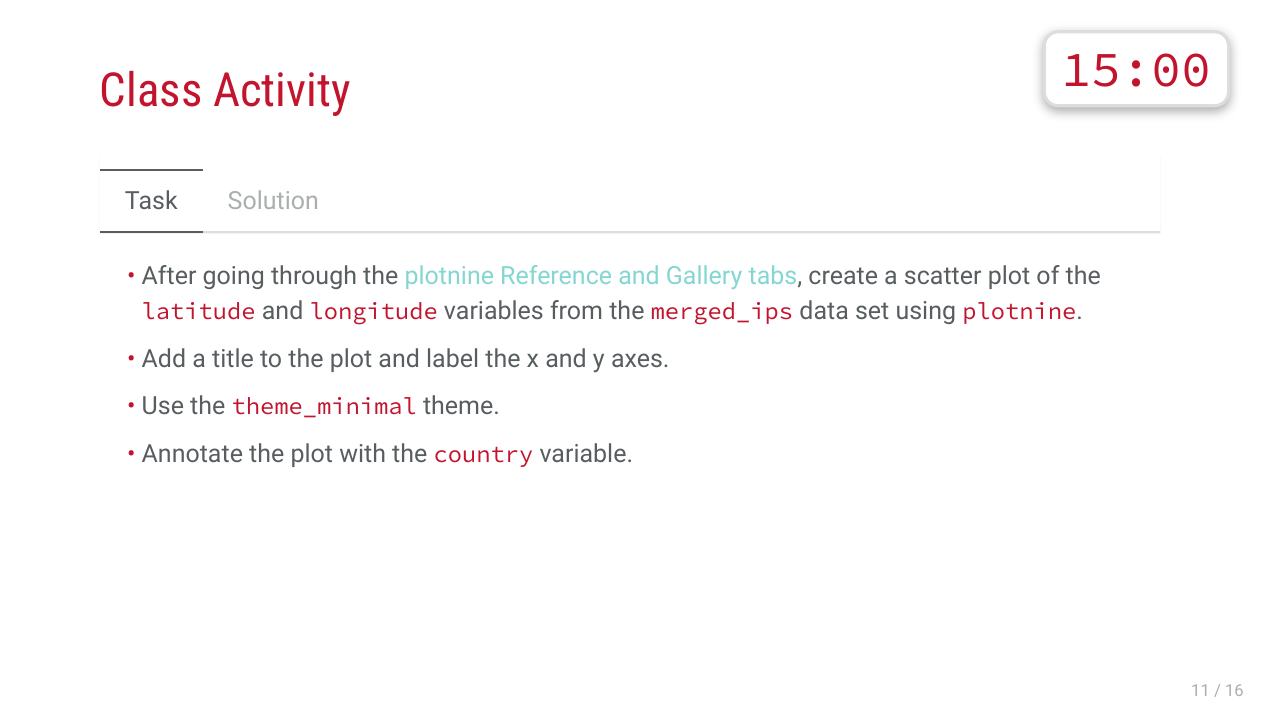 Class Activity
15:00
Task
Solution
• After going through the plotnine Reference and Gallery tabs, create a scatter plot of the
latitude and longitude variables from the merged_ips data set using plotnine.
• Add a title to the plot and label the x and y axes.
• Use the theme_minimal theme.
• Annotate the plot with the country variable.
11 / 16